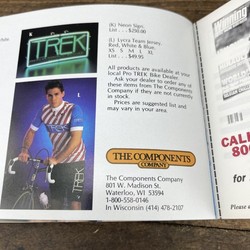 TREK
(K) Neon Sign.
List . . . $250.00
(L) Lycra Team Jersey.
Red, White & Blue.
XS S M L XL
List . . . $49.95
All products are available at your
local Pro TREK Bike Dealer.
Ask your dealer to order any of
these items from The Components
Company if they are not currently
in stock.
Prices are suggested list and
may vary in your area.
TREK
THE COMPONENTS
COMPANY
The Components Company
801 W. Madison St.
Waterloo, WI 53594
1-800-558-0146
In Wisconsin (414) 478-2107
Winning
CALL
80
for